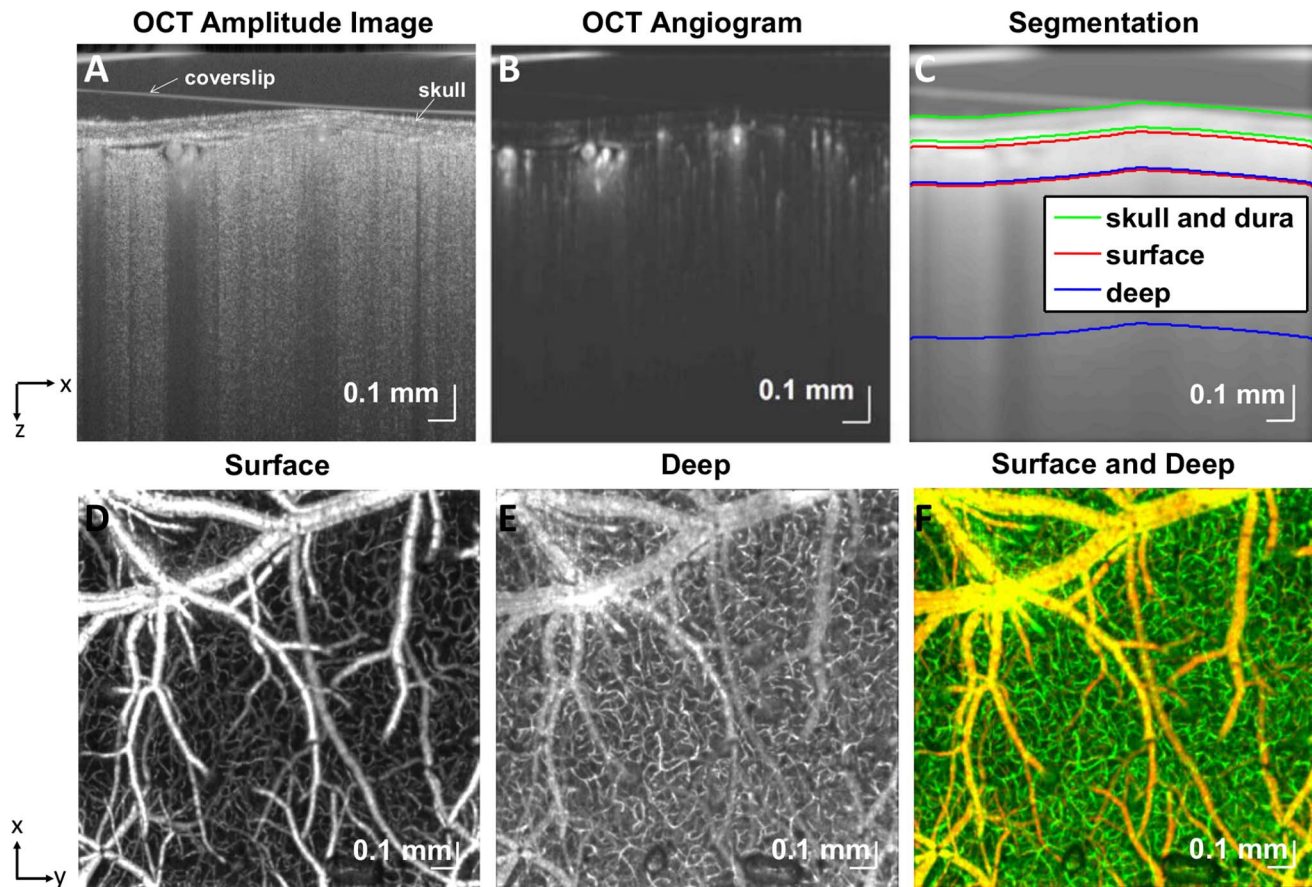 OCT Amplitude Image
OCT Angiogram
Segmentation
A
coverslip
skull
0.1 mm
B
0.1 mm
C
skull and dura
surface
deep
0.1 mm
x
z
Surface
Deep
Surface and Deep
D
0.1 mm
E
0.1 mm
F
0.1 mm
x
y